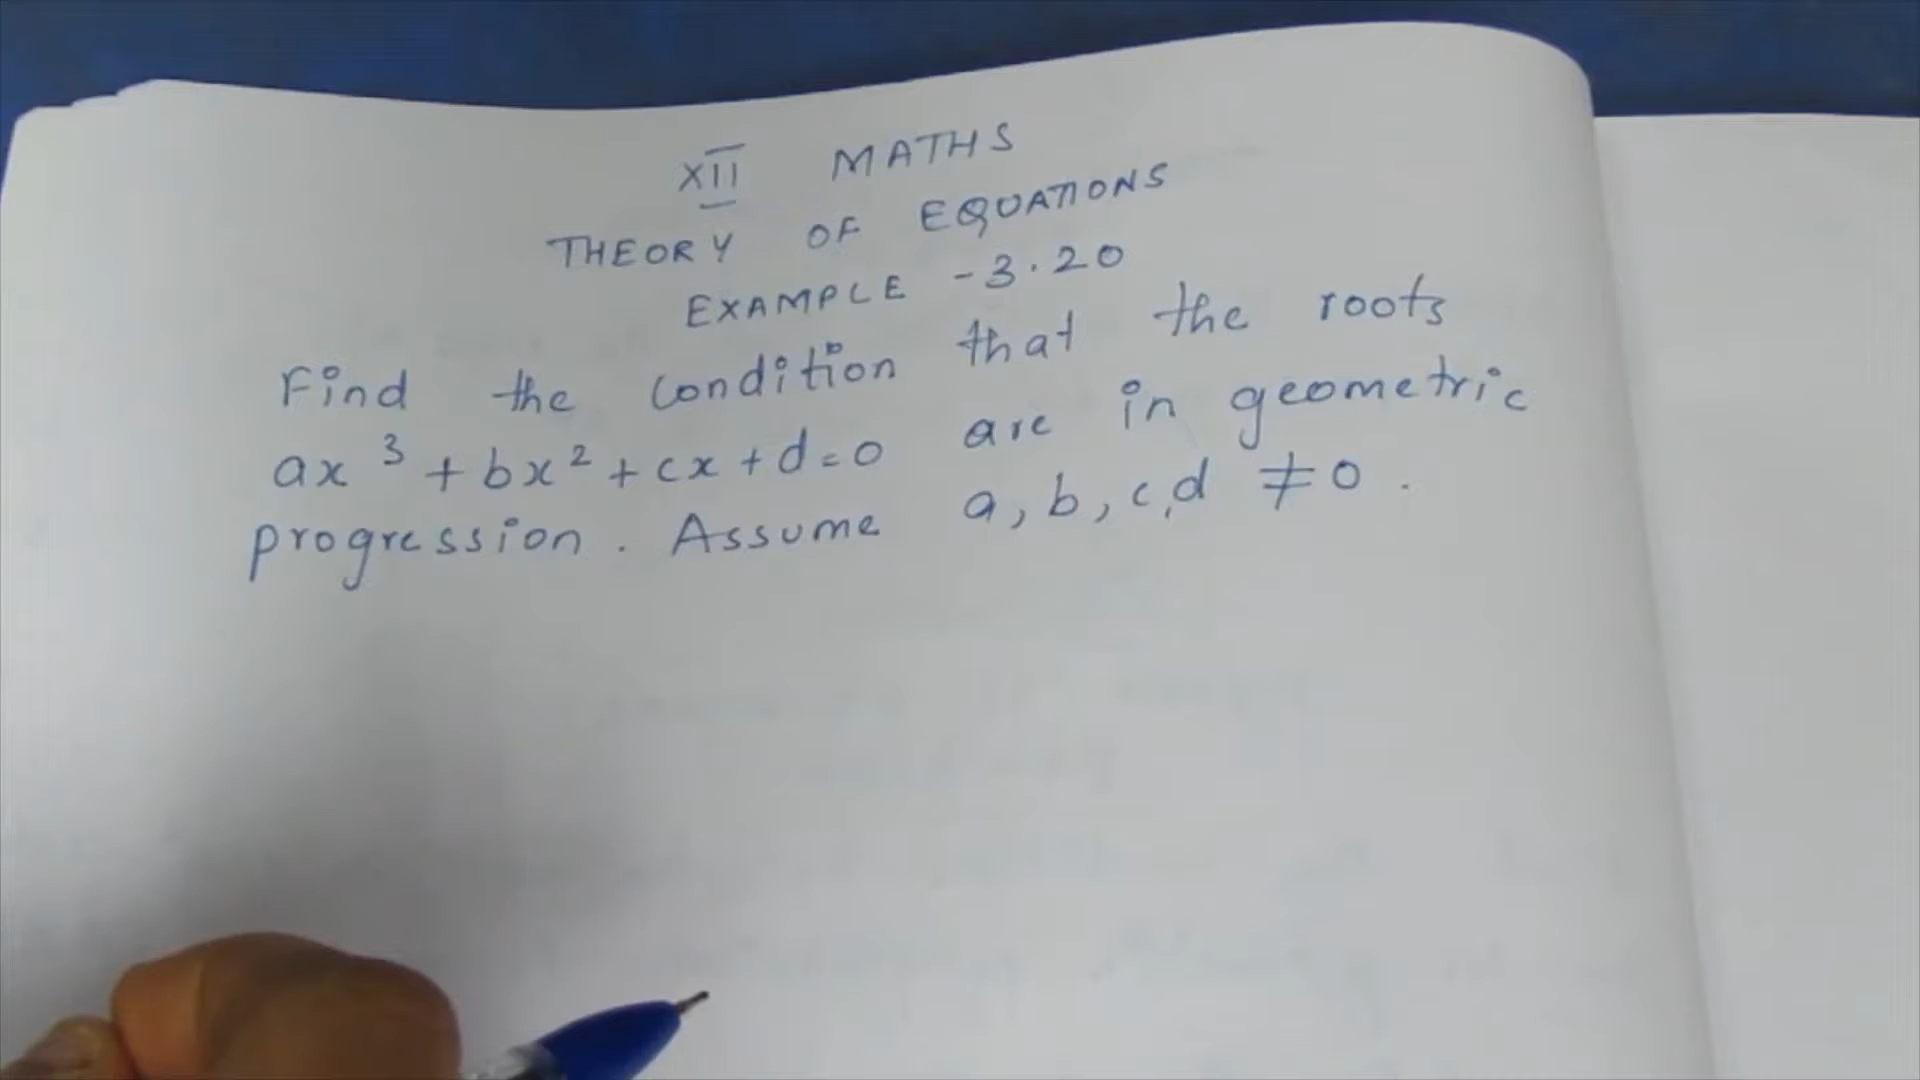 XII MATHS
THEORY OF EQUATIONS
EXAMPLE - 3.20
Find the condition that the roots
ax³ + bx² + cx + d = 0 are in geometric
progression. Assume a, b, c, d ≠ 0.